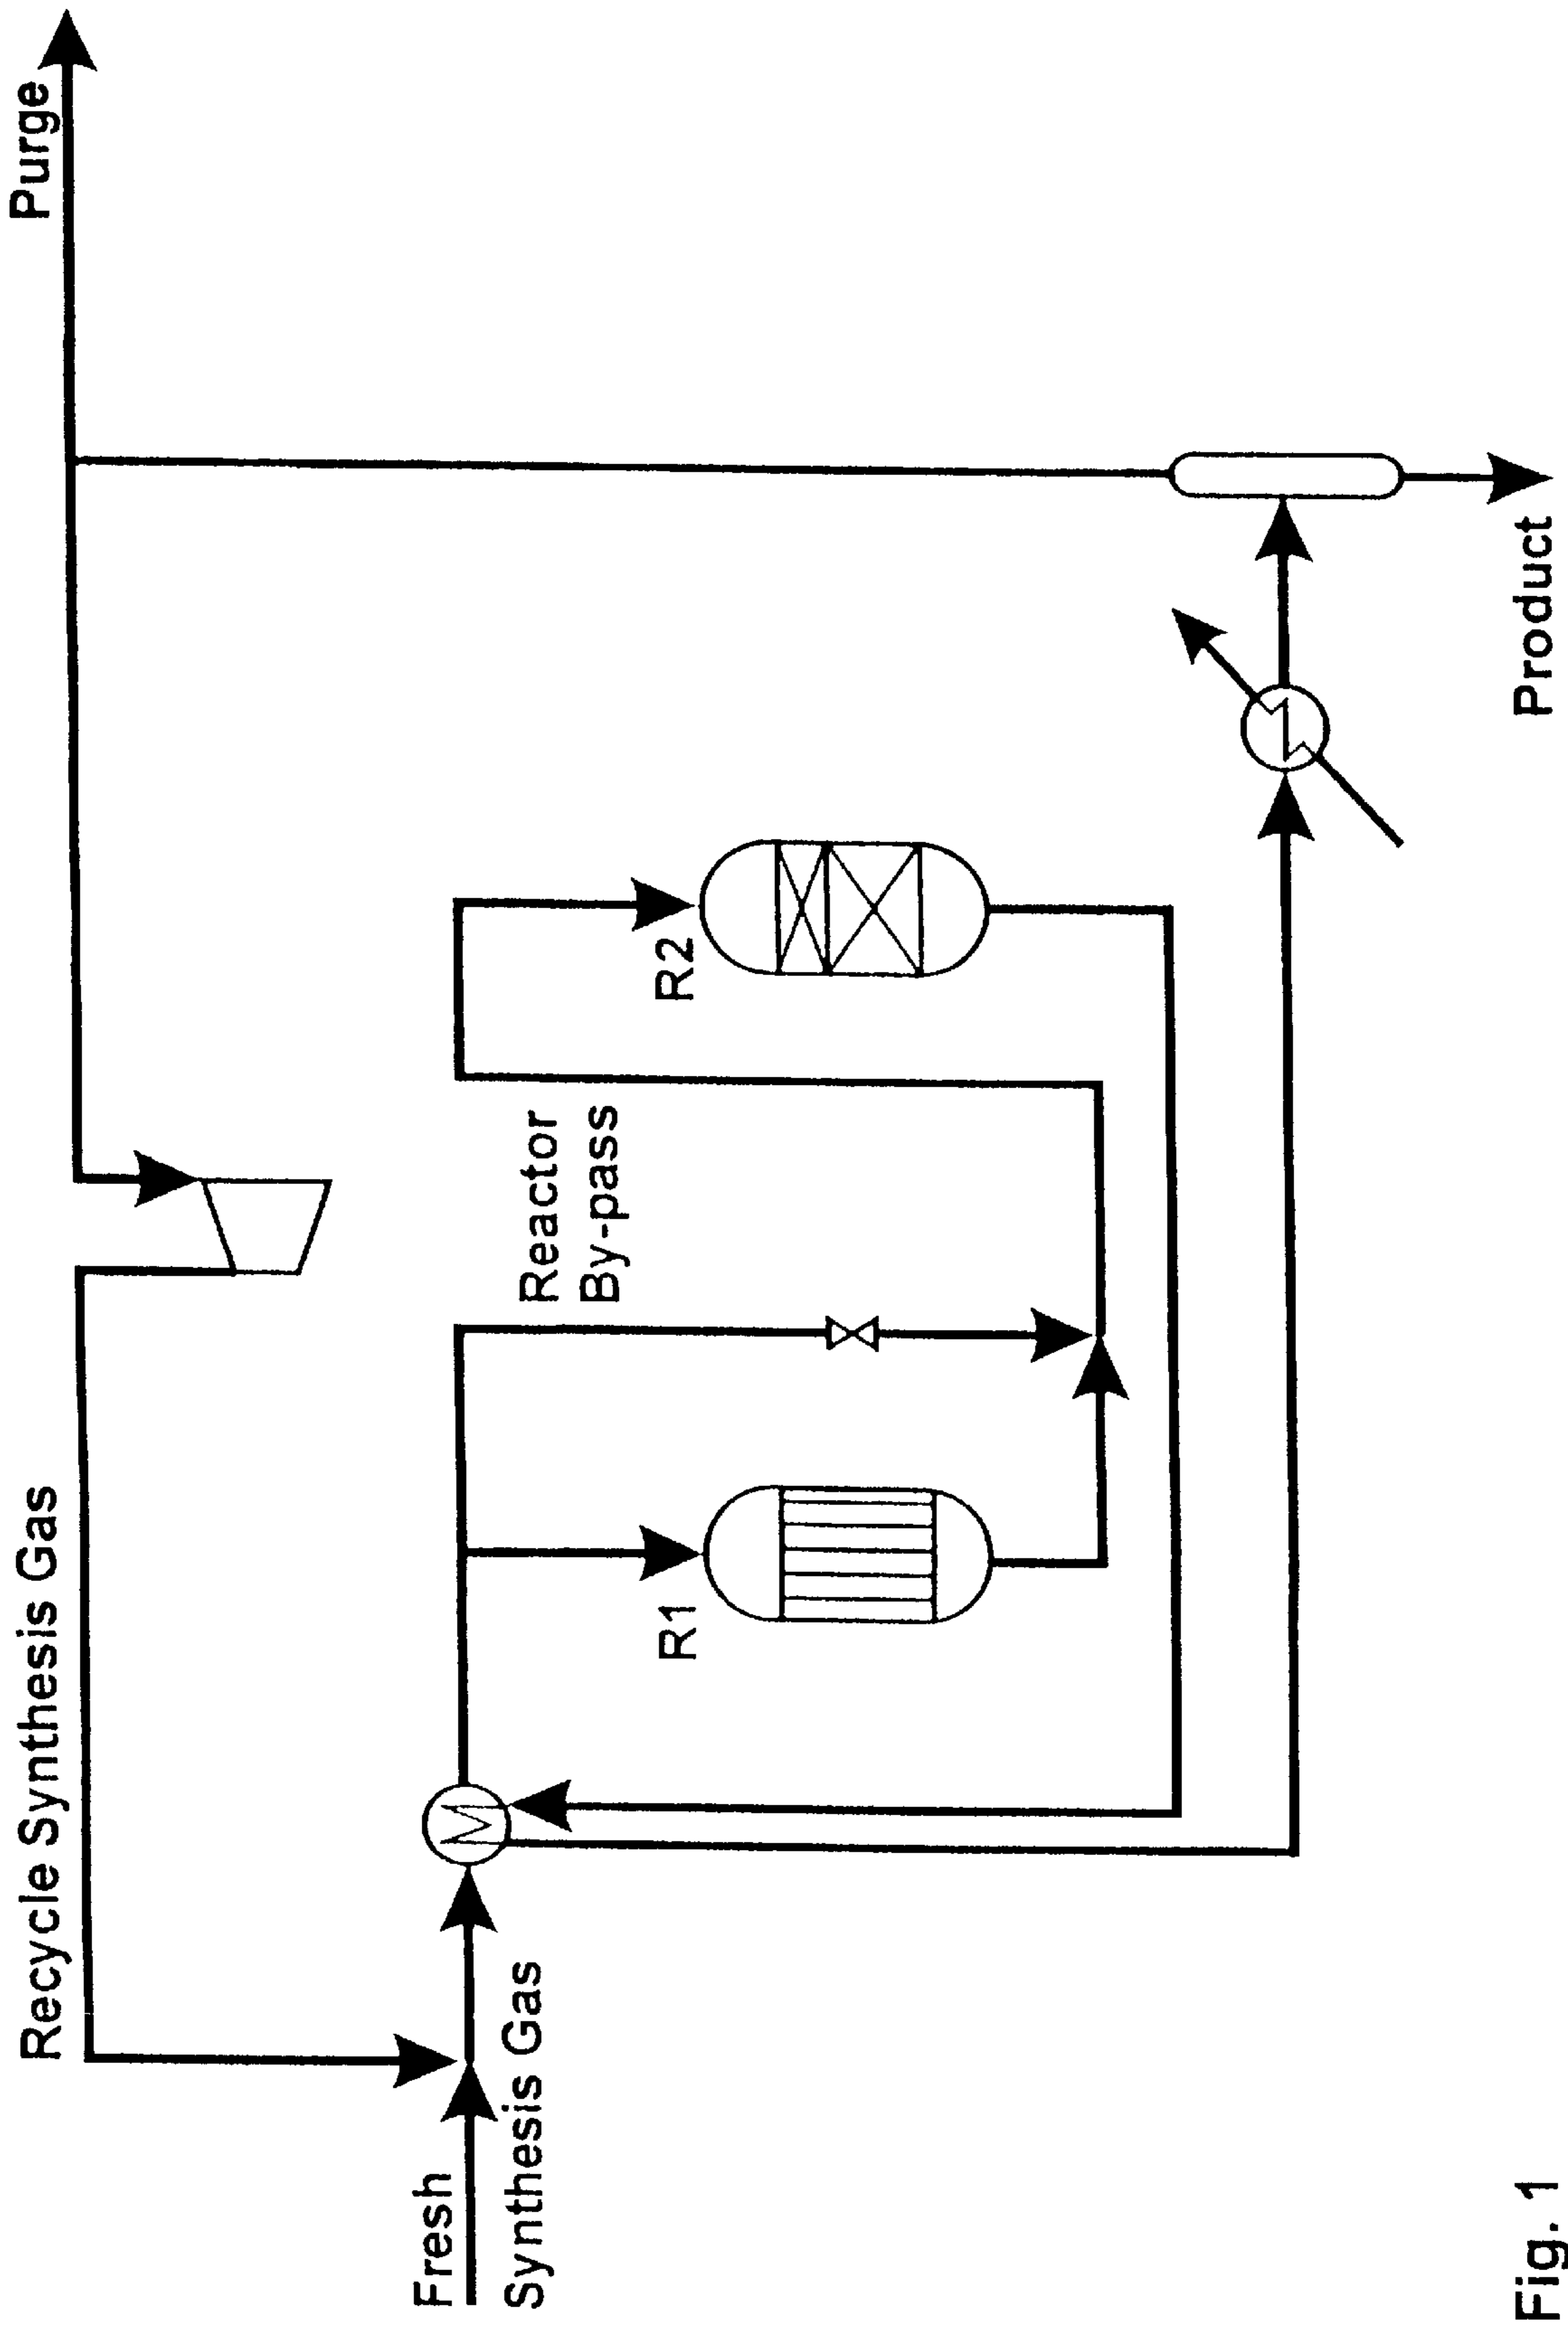 Recycle Synthesis Gas
Purge
Fresh
Synthesis Gas
Reactor
By-pass
R1
R2
Product
Fig. 1